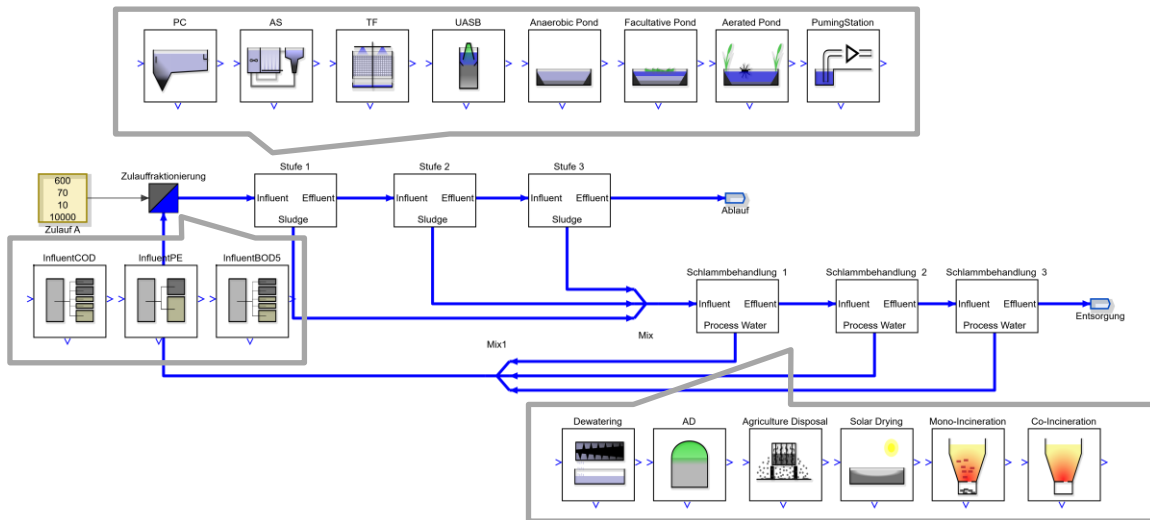 PC
AS
TF
UASB
Anaerobic Pond
Facultative Pond
Aerated Pond
PumingStation
Zulauffraktionierung
600
70
10
10000
Zulauf A
Stufe 1
Influent Effluent
Sludge
Stufe 2
Influent Effluent
Sludge
Stufe 3
Influent Effluent
Sludge
Ablauf
InfluentCOD
InfluentPE
InfluentBOD5
Schlammbehandlung 1
Influent Effluent
Process Water
Schlammbehandlung 2
Influent Effluent
Process Water
Schlammbehandlung 3
Influent Effluent
Process Water
Entsorgung
Mix
Mix1
Dewatering
AD
Agriculture Disposal
Solar Drying
Mono-Incineration
Co-Incineration